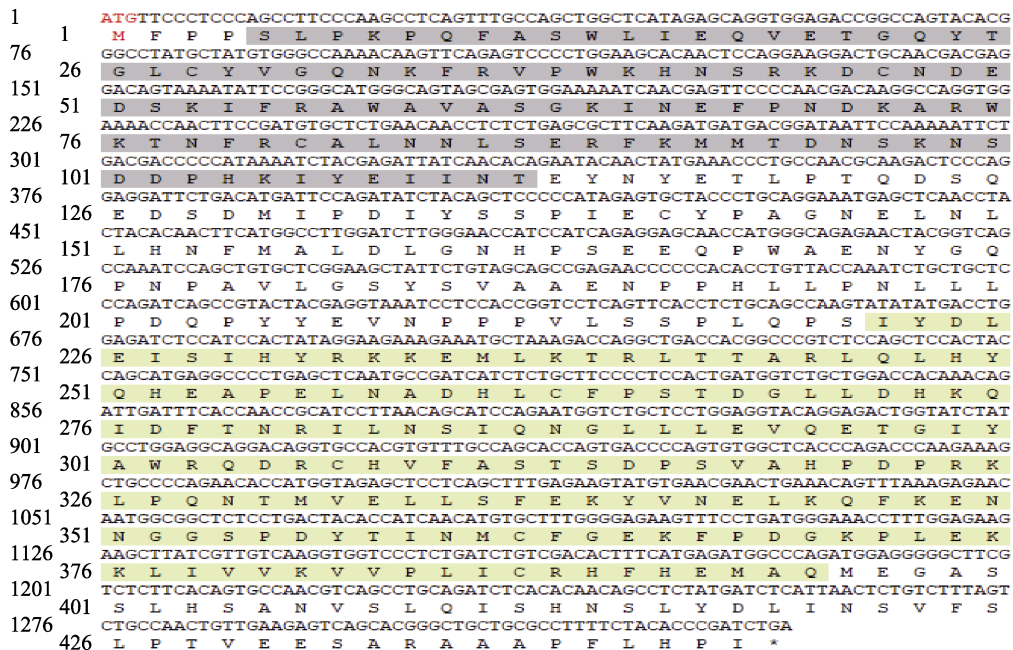 1 ATGTTCCCTCCCAGCCTTCCCAAGCCTCAGTTTGCCAGCTGGCTCATAGAGCAGGTGGAGACCGGCCAGTACACG
1 M F P P S L P K P Q F A S W L I E Q V E T G Q Y T
76 GGCCTATGCTATGTGGGCCAAAACAAGTTCAGAGTCCCCTGGAAGCACAACTCCAGGAAGGACTGCAACGACGAG
26 G L C Y V G Q N K F R V P W K H N S R K D C N D E
151 GACAGTAAAATATTCCGGGCATGGGCAGTAGCGAGTGGAAAAATCAACGAGTTCCCCAACGACAAGGCCAGGTGG
51 D S K I F R A W A V A S G K I N E F P N D K A R W
226 AAAACCAACTTCCGATGTGCTCTGAACAACCTCTCTGAGCGCTTCAAGATGATGACGGATAATTCCAAAAATTCT
76 K T N F R C A L N N L S E R F K M M T D N S K N S
301 GACGACCCCCATAAAATCTACGAGATTATCAACACAGAATACAACTATGAAACCCTGCCAACGCAAGACTCCCAG
101 D D P H K I Y E I I N T E Y N Y E T L P T Q D S Q
376 GAGGATTCTGACATGATTCCAGATATCTACAGCTCCCCCATAGAGTGCTACCCTGCAGGAAATGAGCTCAACCTA
126 E D S D M I P D I Y S S P I E C Y P A G N E L N L
451 CTACACAACTTCATGGCCTTGGATCTTGGGAACCATCCATCAGAGGAGCAACCATGGGCAGAGAACTACGGTCAG
151 L H N F M A L D L G N H P S E E Q P W A E N Y G Q
526 CCAAATCCAGCTGTGCTCGGAAGCTATTCTGTAGCAGCCGAGAACCCCCCACACCTGTTACCAAATCTGCTGCTC
176 P N P A V L G S Y S V A A E N P P H L L P N L L L
601 CCAGATCAGCCGTACTACGAGGTAAATCCTCCACCGGTCCTCAGTTCACCTCTGCAGCCAAGTATATATGACCTG
201 P D Q P Y Y E V N P P P V L S S P L Q P S I Y D L
676 GAGATCTCCATCCACTATAGGAAGAAAGAAATGCTAAAGACCAGGCTGACCACGGCCCGTCTCCAGCTCCACTAC
226 E I S I H Y R K K E M L K T R L T T A R L Q L H Y
751 CAGCATGAGGCCCCTGAGCTCAATGCCGATCATCTCTGCTTCCCCTCCACTGATGGTCTGCTGGACCACAAACAG
251 Q H E A P E L N A D H L C F P S T D G L L D H K Q
856 ATTGATTTCACCAACCGCATCCTTAACAGCATCCAGAATGGTCTGCTCCTGGAGGTACAGGAGACTGGTATCTAT
276 I D F T N R I L N S I Q N G L L L E V Q E T G I Y
901 GCCTGGAGGCAGGACAGGTGCCACGTGTTTGCCAGCACCAGTGACCCCAGTGTGGCTCACCCAGACCCAAGAAAG
301 A W R Q D R C H V F A S T S D P S V A H P D P R K
976 CTGCCCCAGAACACCATGGTAGAGCTCCTCAGCTTTGAGAAGTATGTGAACGAACTGAAACAGTTTAAAGAGAAC
326 L P Q N T M V E L L S F E K Y V N E L K Q F K E N
1051 AATGGCGGCTCTCCTGACTACACCATCAACATGTGCTTTGGGGAGAAGTTTCCTGATGGGAAACCTTTGGAGAAG
351 N G G S P D Y T I N M C F G E K F P D G K P L E K
1126 AAGCTTATCGTTGTCAAGGTGGTCCCTCTGATCTGTCGACACTTTCATGAGATGGCCCAGATGGAGGGGGCTTCG
376 K L I V V K V V P L I C R H F H E M A Q M E G A S
1201 TCTCTTCACAGTGCCAACGTCAGCCTGCAGATCTCACACAACAGCCTCTATGATCTCATTAACTCTGTCTTTAGT
401 S L H S A N V S L Q I S H N S L Y D L I N S V F S
1276 CTGCCAACTGTTGAAGAGTCAGCACGGGCTGCTGCGCCTTTTCTACACCCGATCTGA
426 L P T V E E S A R A A A P F L H P I *